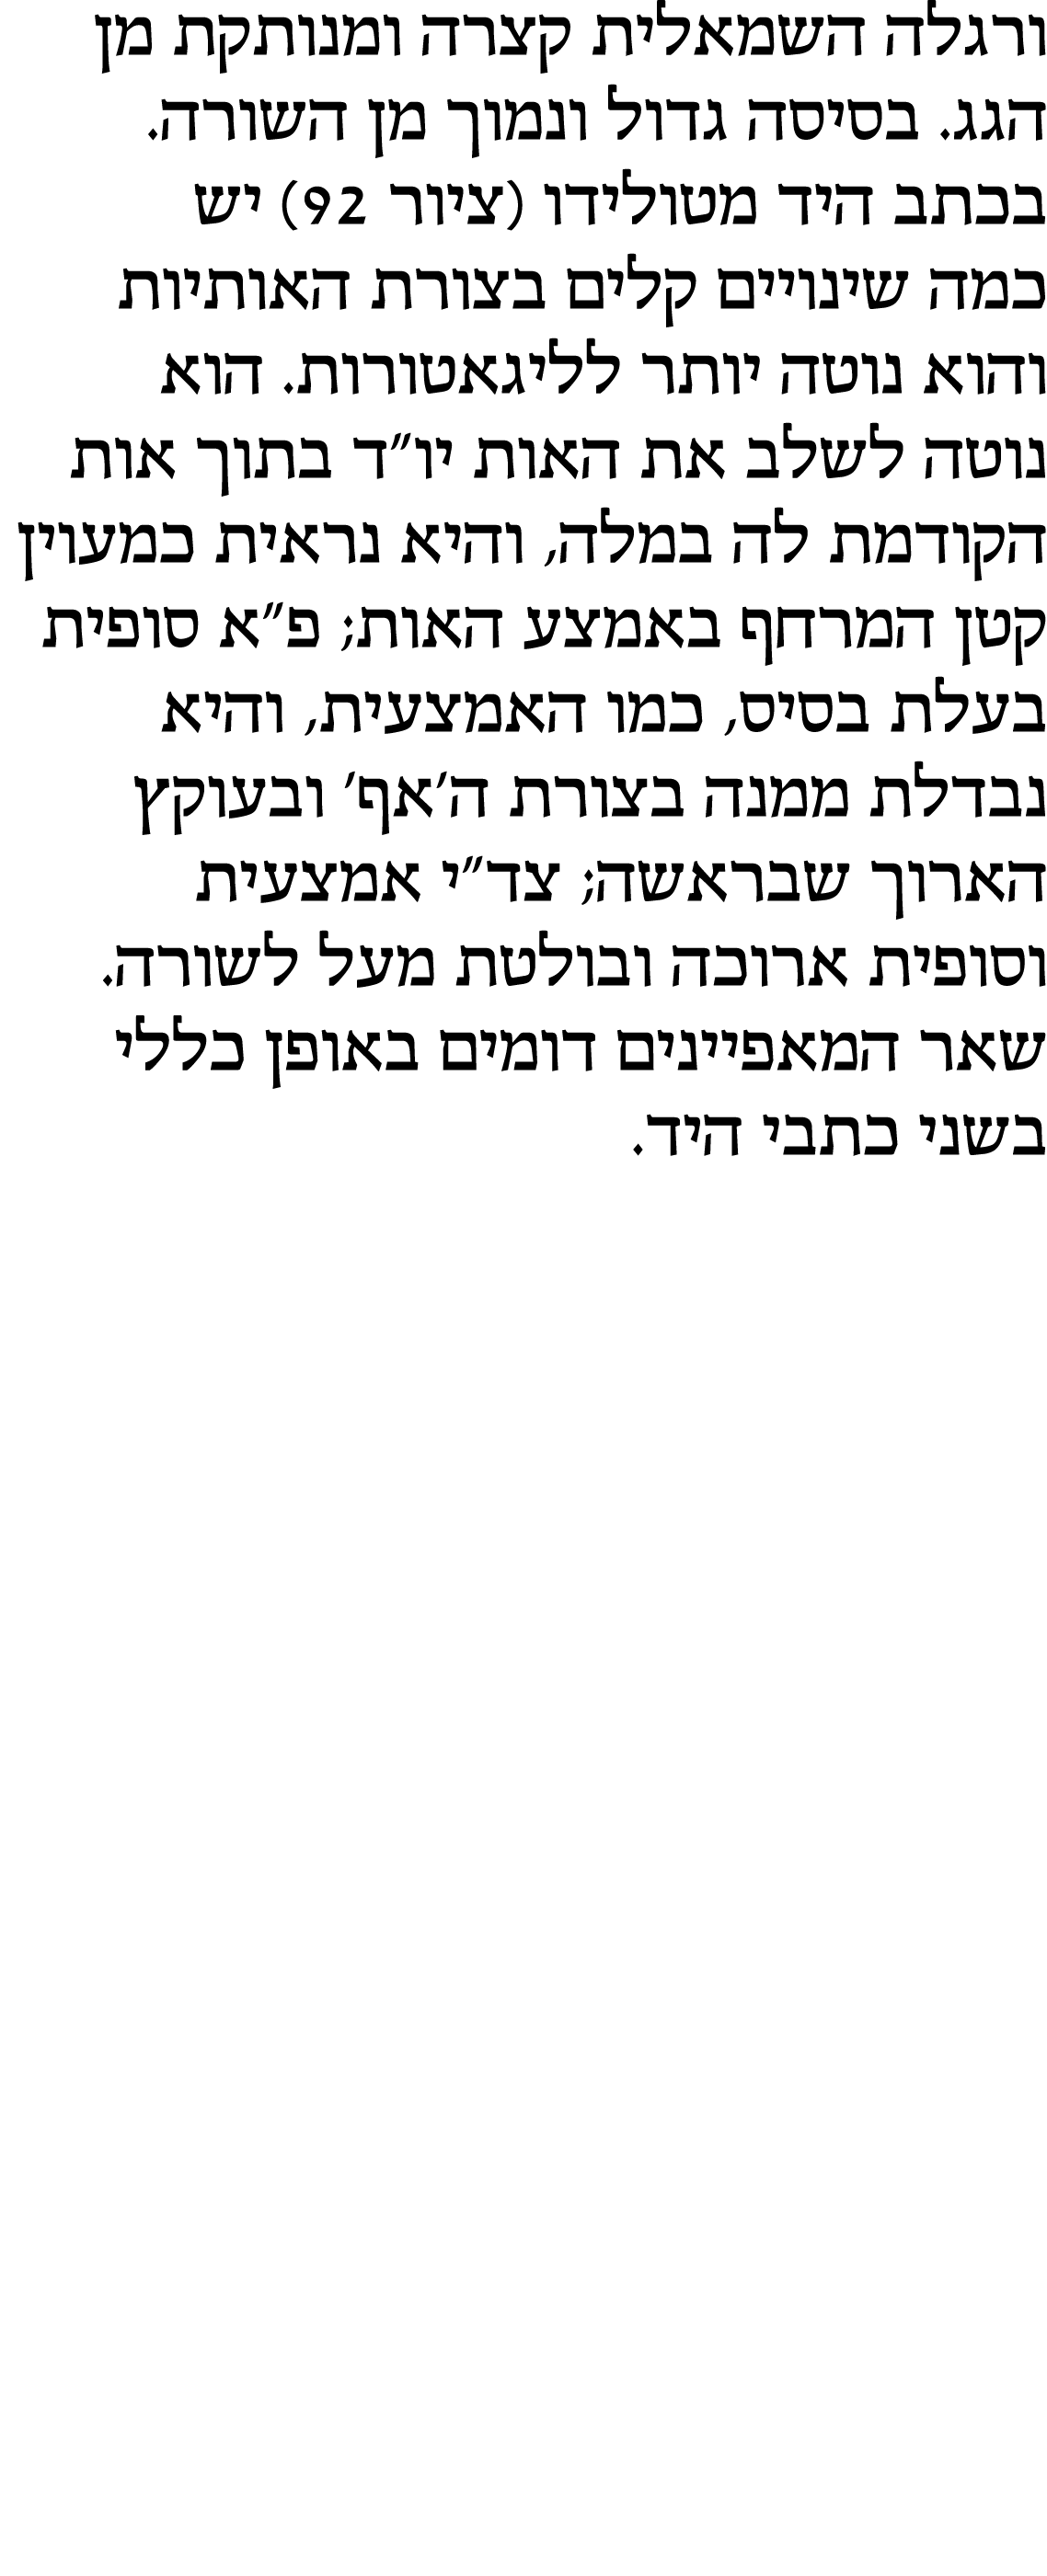 ורגלה השמאלית קצרה ומנותקת מן
הגג. בסיסה גדול ונמוך מן השורה.
בכתב היד מטולידו (ציור 92) יש
כמה שינויים קלים בצורת האותיות
והוא נוטה יותר לליגאטורות. הוא
נוטה לשלב את האות יו״ד בתוך אות
הקודמת לה במלה, והיא נראית כמעוין
קטן המרחף באמצע האות; פ״א סופית
בעלת בסיס, כמו האמצעית, והיא
נבדלת ממנה בצורת ה׳אף׳ ובעוקץ
הארוך שבראשה; צד״י אמצעית
וסופית ארוכה ובולטת מעל לשורה.
שאר המאפיינים דומים באופן כללי
בשני כתבי היד.